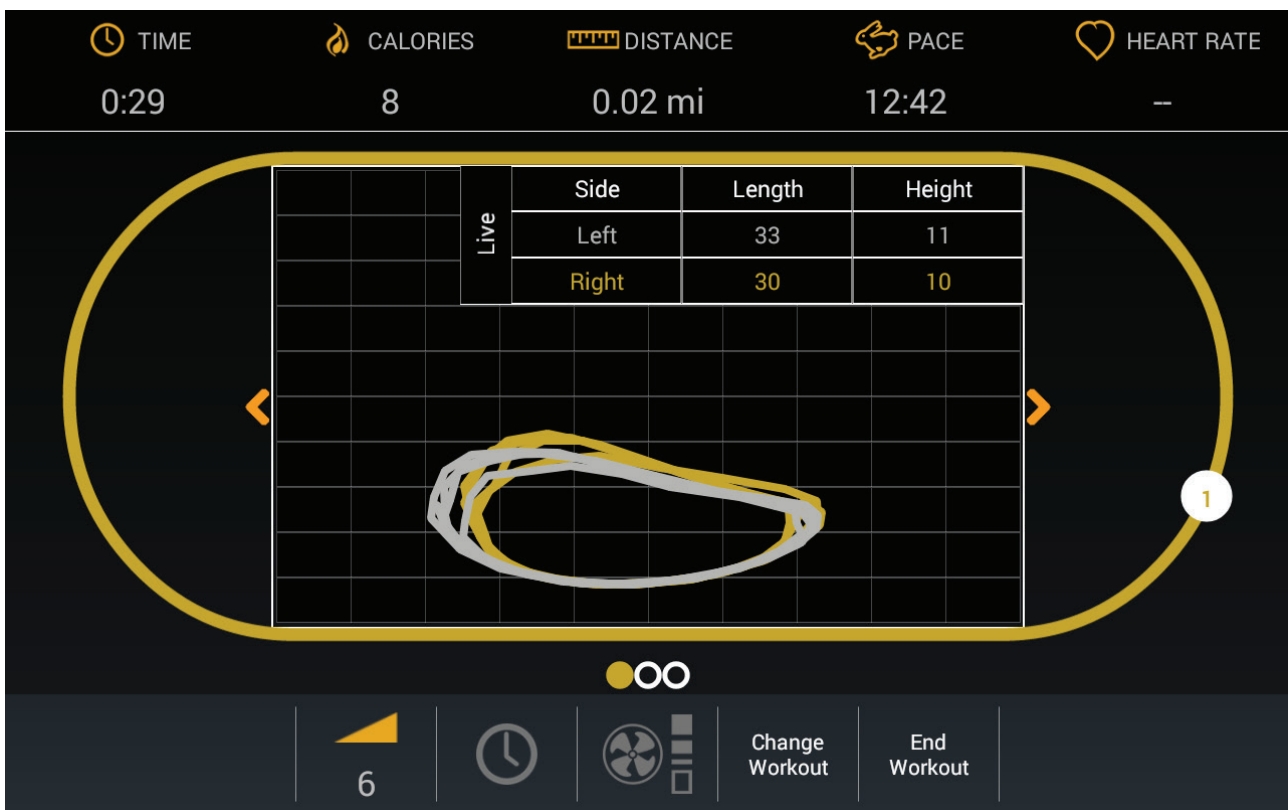 TIME CALORIES DISTANCE PACE HEART RATE
0:29 8 0.02 mi 12:42 --
Live
Side Length Height
Left 33 11
Right 30 10
1
6
Change Workout
End Workout